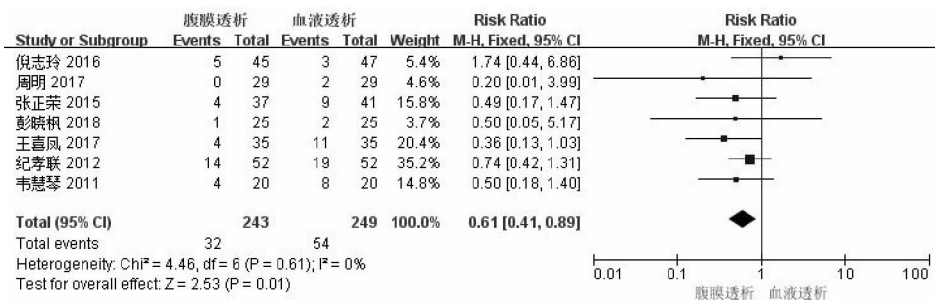 腹膜透析 血液透析 Risk Ratio Risk Ratio
Study or Subgroup Events Total Events Total Weight M-H, Fixed, 95% CI M-H, Fixed, 95% CI
倪志玲 2016 5 45 3 47 5.4% 1.74 [0.44, 6.86]
周明 2017 0 29 2 29 4.6% 0.20 [0.01, 3.99]
张正荣 2015 4 37 9 41 15.8% 0.49 [0.17, 1.47]
彭晓枫 2018 1 25 2 25 3.7% 0.50 [0.05, 5.17]
王喜凤 2017 4 35 11 35 20.4% 0.36 [0.13, 1.03]
纪孝联 2012 14 52 19 52 35.2% 0.74 [0.42, 1.31]
韦慧琴 2011 4 20 8 20 14.8% 0.50 [0.18, 1.40]
Total (95% CI) 243 249 100.0% 0.61 [0.41, 0.89]
Total events 32 54
Heterogeneity: Chi² = 4.46, df = 6 (P = 0.61); I² = 0%
Test for overall effect: Z = 2.53 (P = 0.01)
0.01 0.1 1 10 100
腹膜透析 血液透析